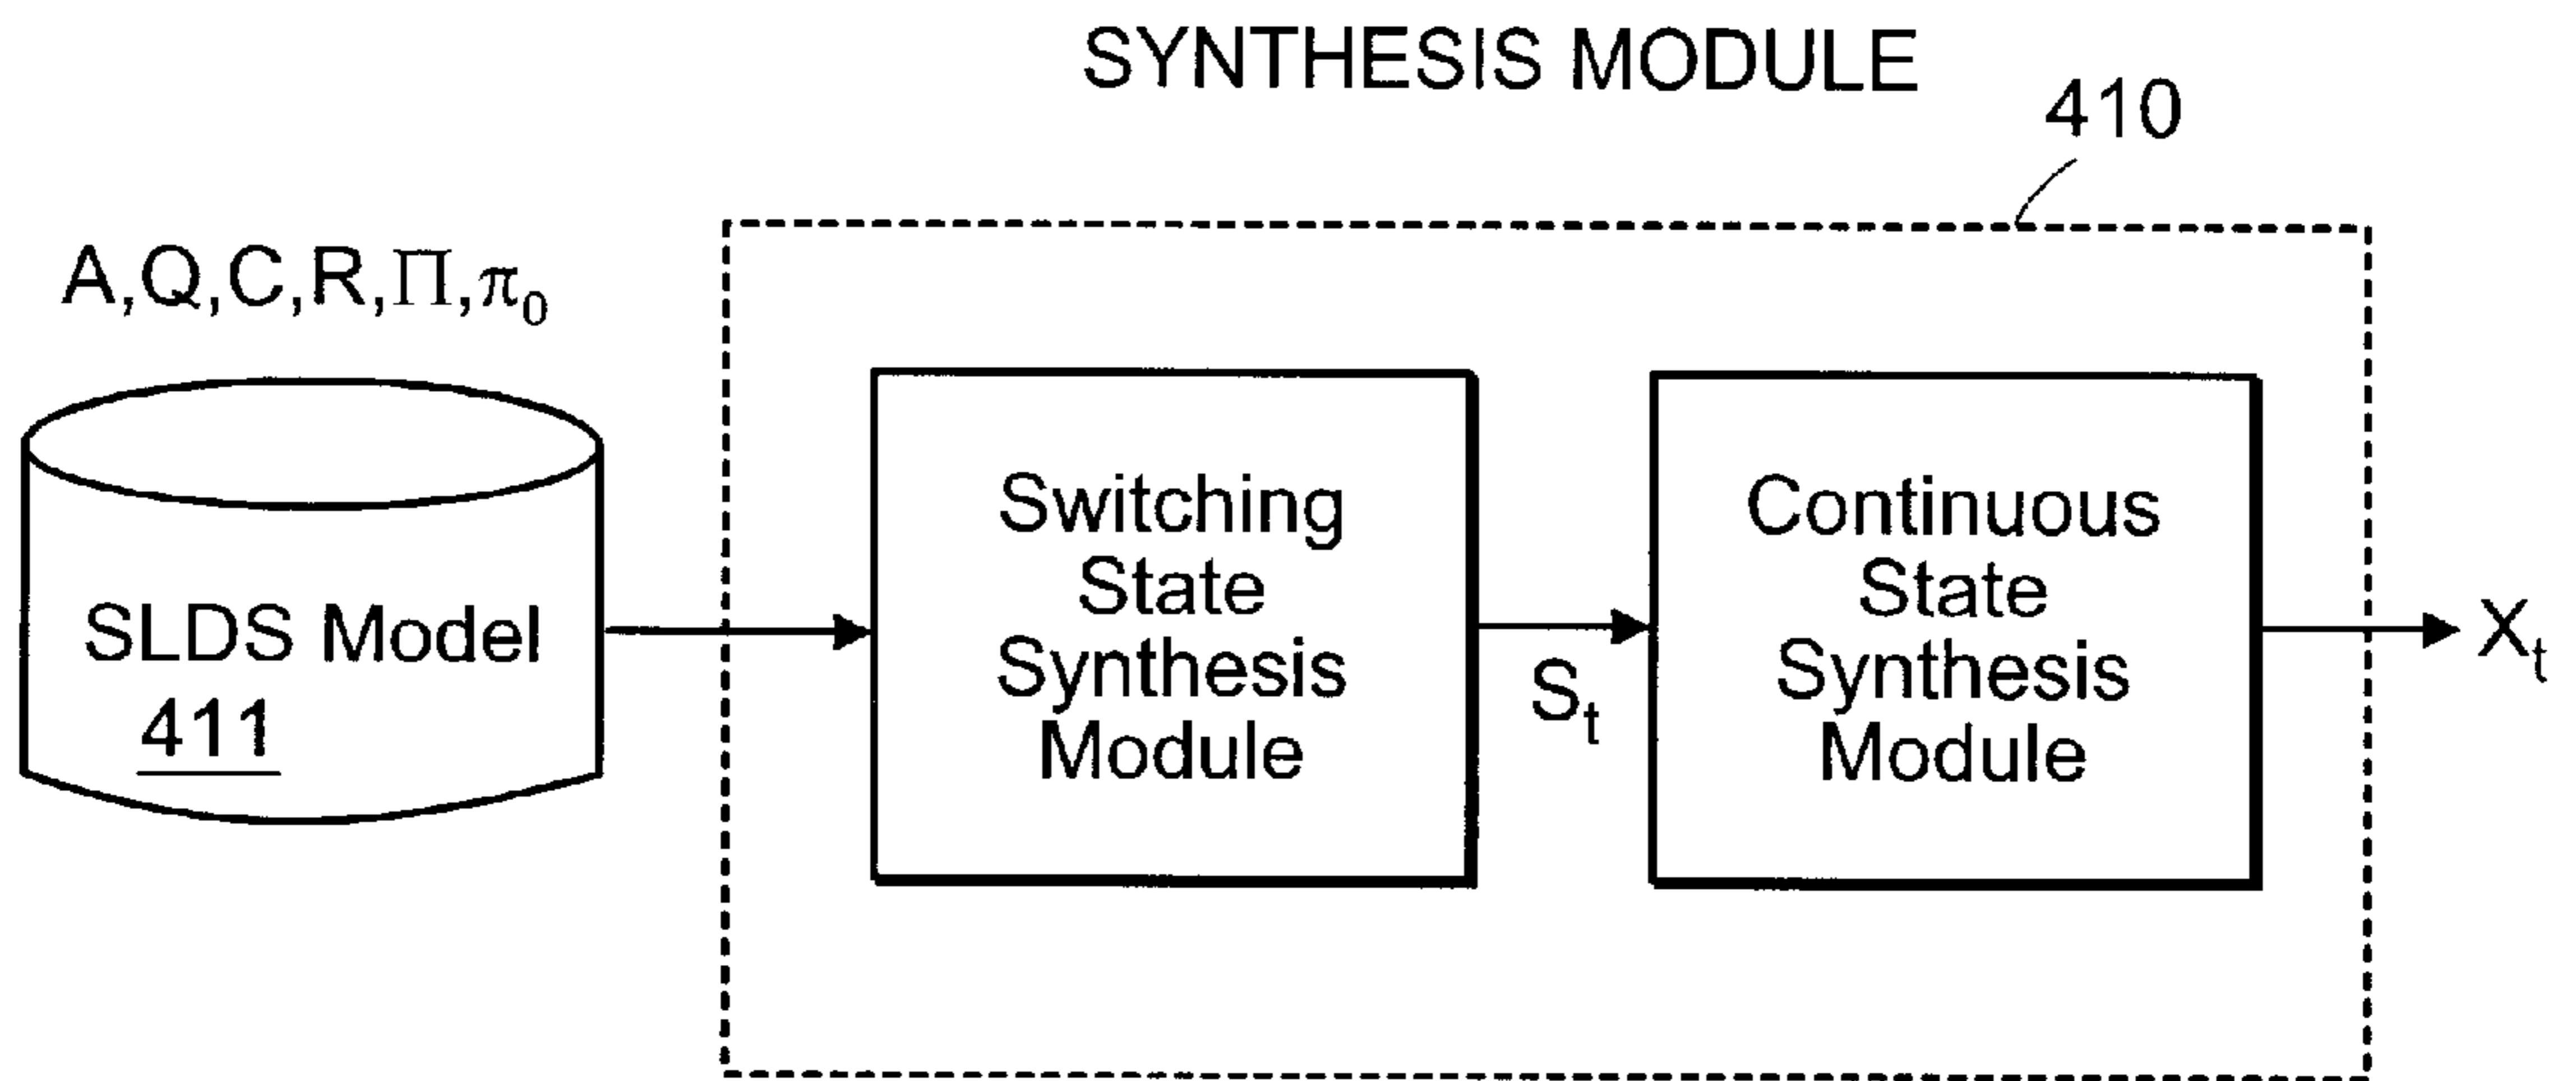 SYNTHESIS MODULE
410
A,Q,C,R,Π,π₀
SLDS Model
411
Switching
State
Synthesis
Module
Sₜ
Continuous
State
Synthesis
Module
Xₜ